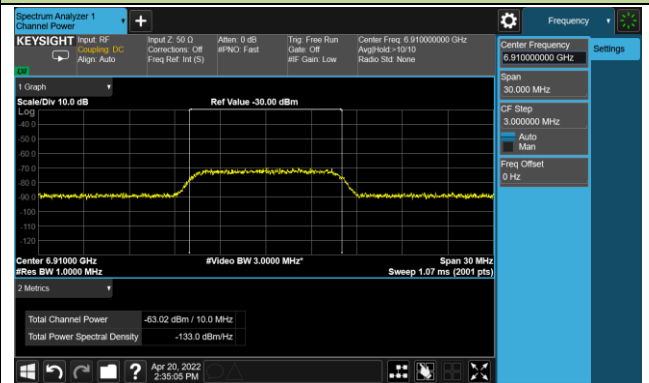 Spectrum Analyzer 1
Channel Power
+
Frequency
KEYSIGHT
Input: RF
Coupling: DC
Align: Auto
Input Z: 50 Ω
Corrections: Off
Freq Ref: Int (S)
Atten: 0 dB
#PNO: Fast
Trig: Free Run
Gate: Off
#IF Gain: Low
Center Freq: 6.910000000 GHz
Avg|Hold:>10/10
Radio Std: None
Center Frequency
6.910000000 GHz
Settings
Span
30.000 MHz
CF Step
3.000000 MHz
Auto
Man
Freq Offset
0 Hz
1 Graph
Scale/Div 10.0 dB
Ref Value -30.00 dBm
Log
-40.0
-50.0
-60.0
-70.0
-80.0
-90.0
-100
-110
-120
Center 6.91000 GHz
#Video BW 3.0000 MHz*
Span 30 MHz
#Res BW 1.0000 MHz
Sweep 1.07 ms (2001 pts)
2 Metrics
Total Channel Power -63.02 dBm / 10.0 MHz
Total Power Spectral Density -133.0 dBm/Hz
?
Apr 20, 2022
2:35:05 PM